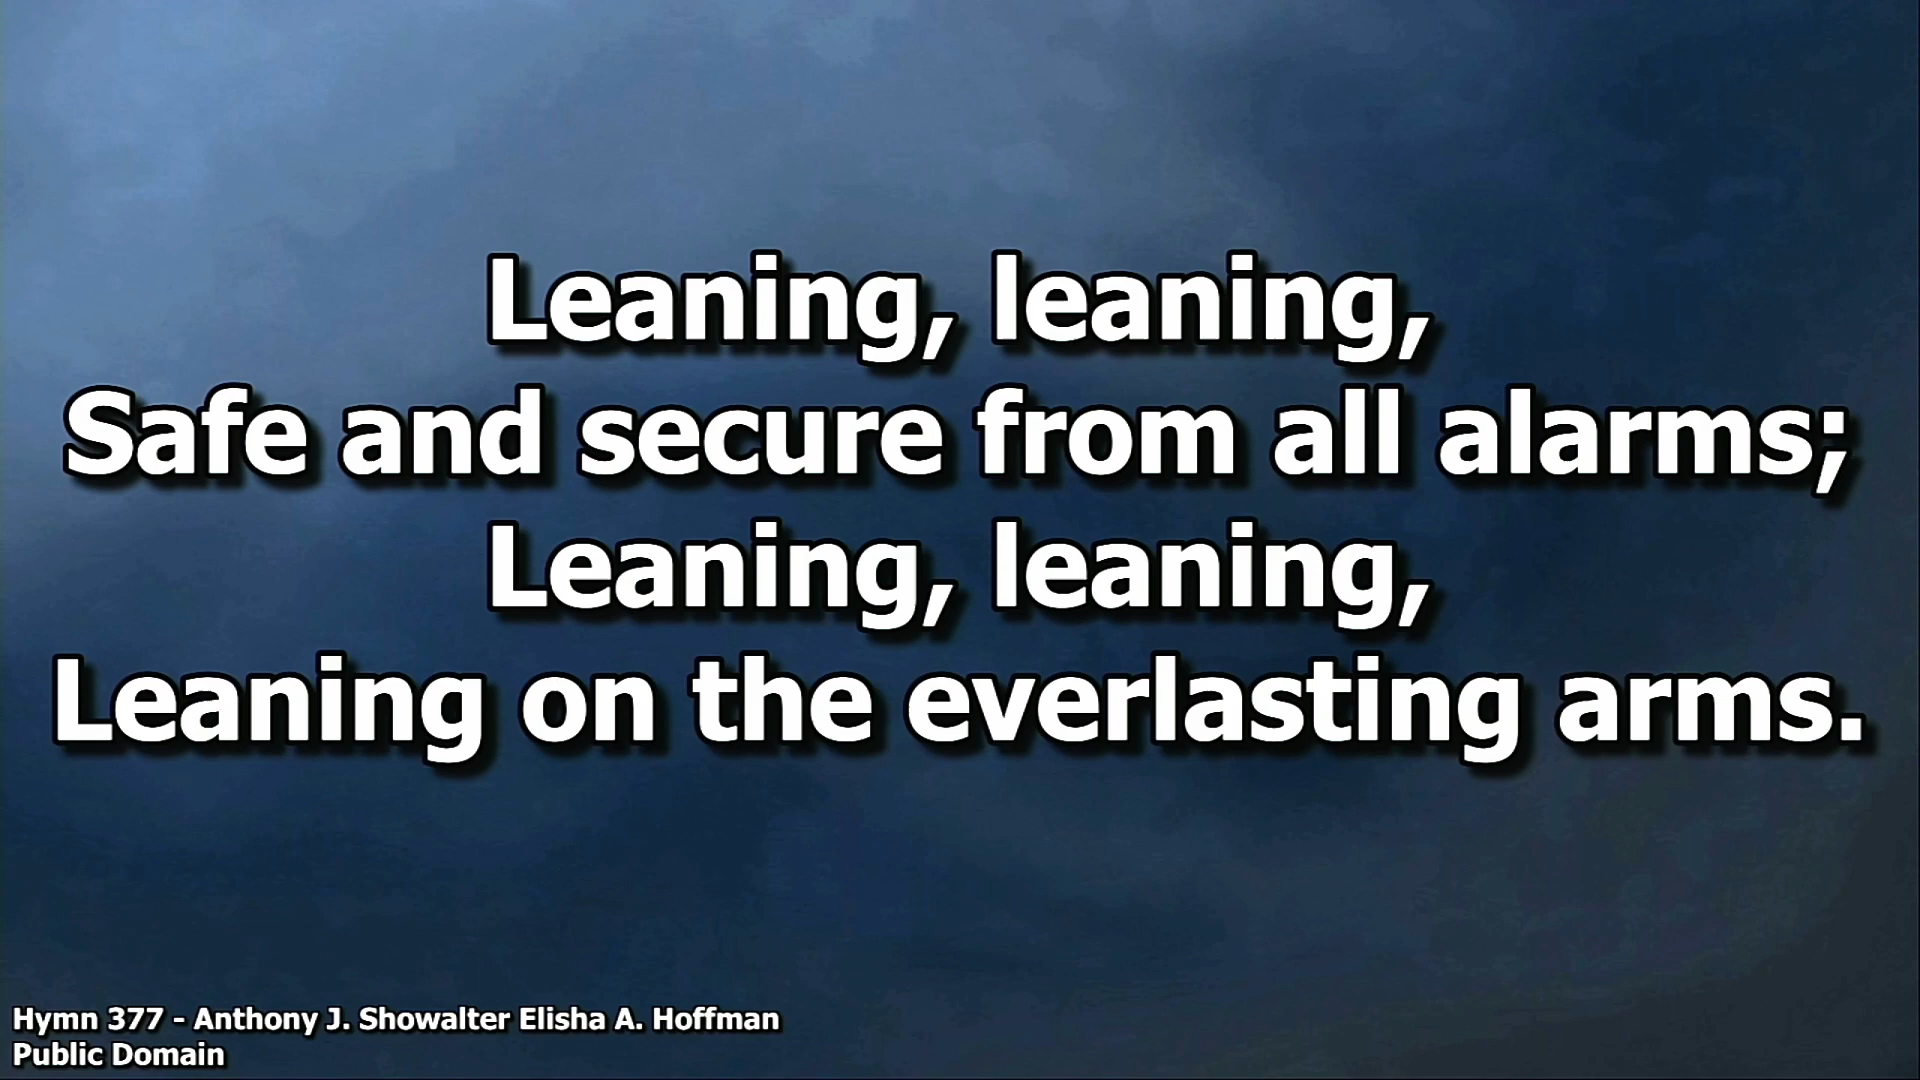 Leaning, leaning,
Safe and secure from all alarms;
Leaning, leaning,
Leaning on the everlasting arms.
Hymn 377 - Anthony J. Showalter Elisha A. Hoffman
Public Domain